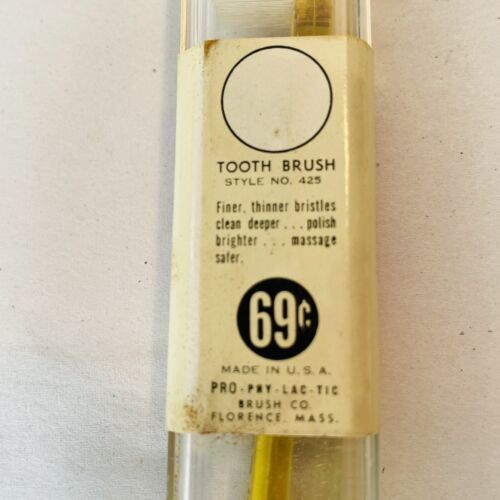 TOOTH BRUSH
STYLE NO. 425
Finer, thinner bristles
clean deeper . . . polish
brighter . . . massage
safer.
69¢
MADE IN U.S.A.
PRO-PHY-LAC-TIC
BRUSH CO.
FLORENCE, MASS.